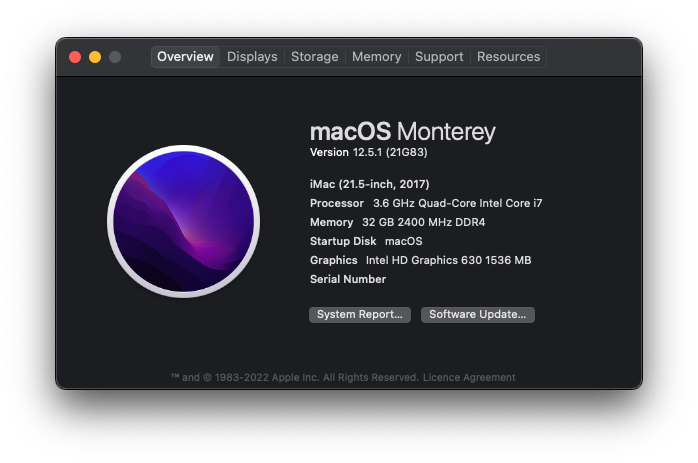 Overview Displays Storage Memory Support Resources
macOS Monterey
Version 12.5.1 (21G83)
iMac (21.5-inch, 2017)
Processor 3.6 GHz Quad-Core Intel Core i7
Memory 32 GB 2400 MHz DDR4
Startup Disk macOS
Graphics Intel HD Graphics 630 1536 MB
Serial Number
System Report... Software Update...
™ and © 1983-2022 Apple Inc. All Rights Reserved. Licence Agreement